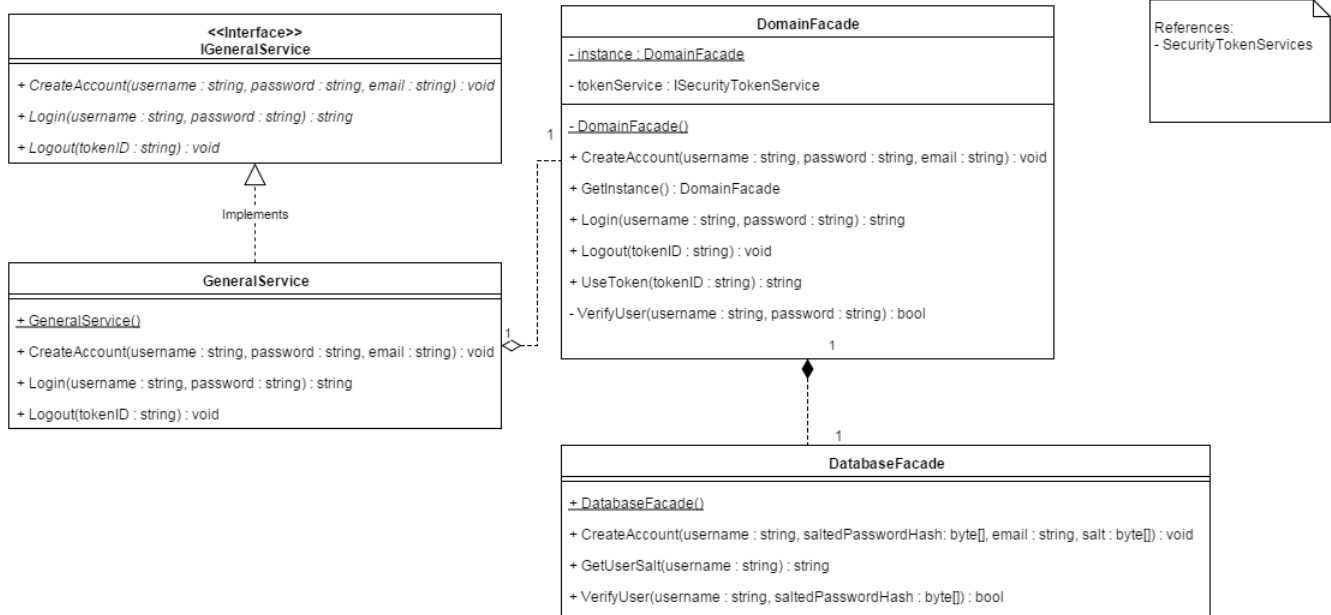 <<Interface>>
IGeneralService
+ CreateAccount(username : string, password : string, email : string) : void
+ Login(username : string, password : string) : string
+ Logout(tokenID : string) : void
Implements
GeneralService
+ GeneralService()
+ CreateAccount(username : string, password : string, email : string) : void
+ Login(username : string, password : string) : string
+ Logout(tokenID : string) : void
1
1
DomainFacade
- instance : DomainFacade
- tokenService : ISecurityTokenService
- DomainFacade()
+ CreateAccount(username : string, password : string, email : string) : void
+ GetInstance() : DomainFacade
+ Login(username : string, password : string) : string
+ Logout(tokenID : string) : void
+ UseToken(tokenID : string) : string
- VerifyUser(username : string, password : string) : bool
1
1
DatabaseFacade
+ DatabaseFacade()
+ CreateAccount(username : string, saltedPasswordHash: byte[], email : string, salt : byte[]) : void
+ GetUserSalt(username : string) : string
+ VerifyUser(username : string, saltedPasswordHash : byte[]) : bool
References:
- SecurityTokenServices